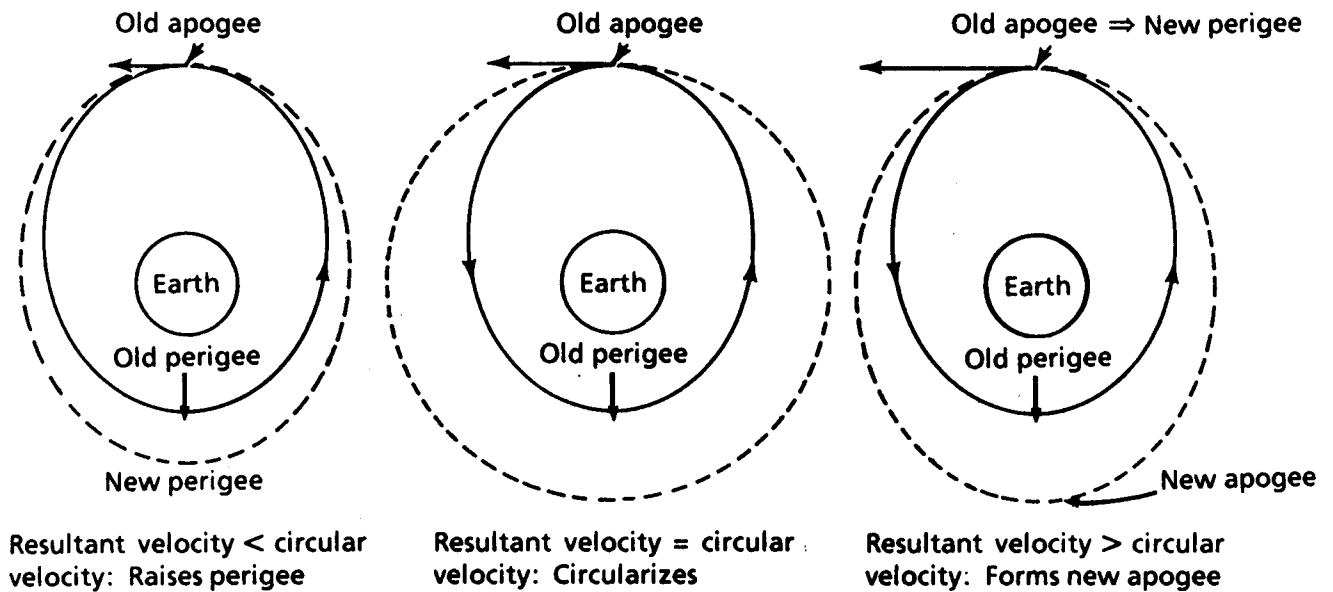 Old apogee
Earth
Old perigee
New perigee
Resultant velocity < circular
velocity: Raises perigee
Old apogee
Earth
Old perigee
Resultant velocity = circular
velocity: Circularizes
Old apogee ⇒ New perigee
Earth
Old perigee
New apogee
Resultant velocity > circular
velocity: Forms new apogee